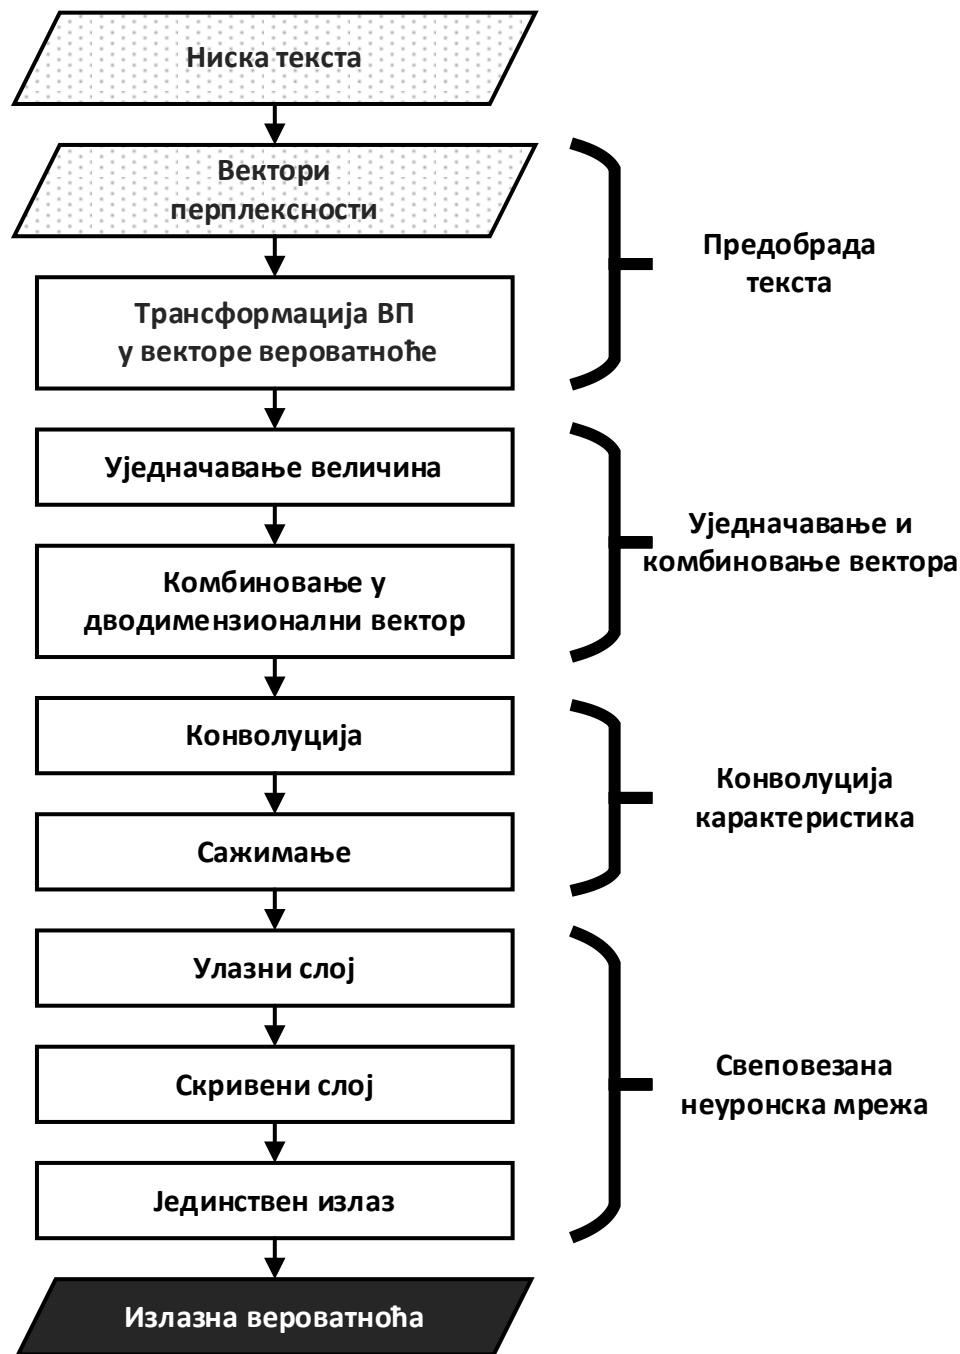 Ниска текста
Вектори
перплексности
Трансформација ВП
у векторе вероватноће
Предобрада
текста
Уједначавање величина
Комбиновање у
дводимензионални вектор
Уједначавање и
комбиновање вектора
Конволуција
Сажимање
Конволуција
карактеристика
Улазни слој
Скривени слој
Јединствен излаз
Свеповезана
неуронска мрежа
Излазна вероватноћа